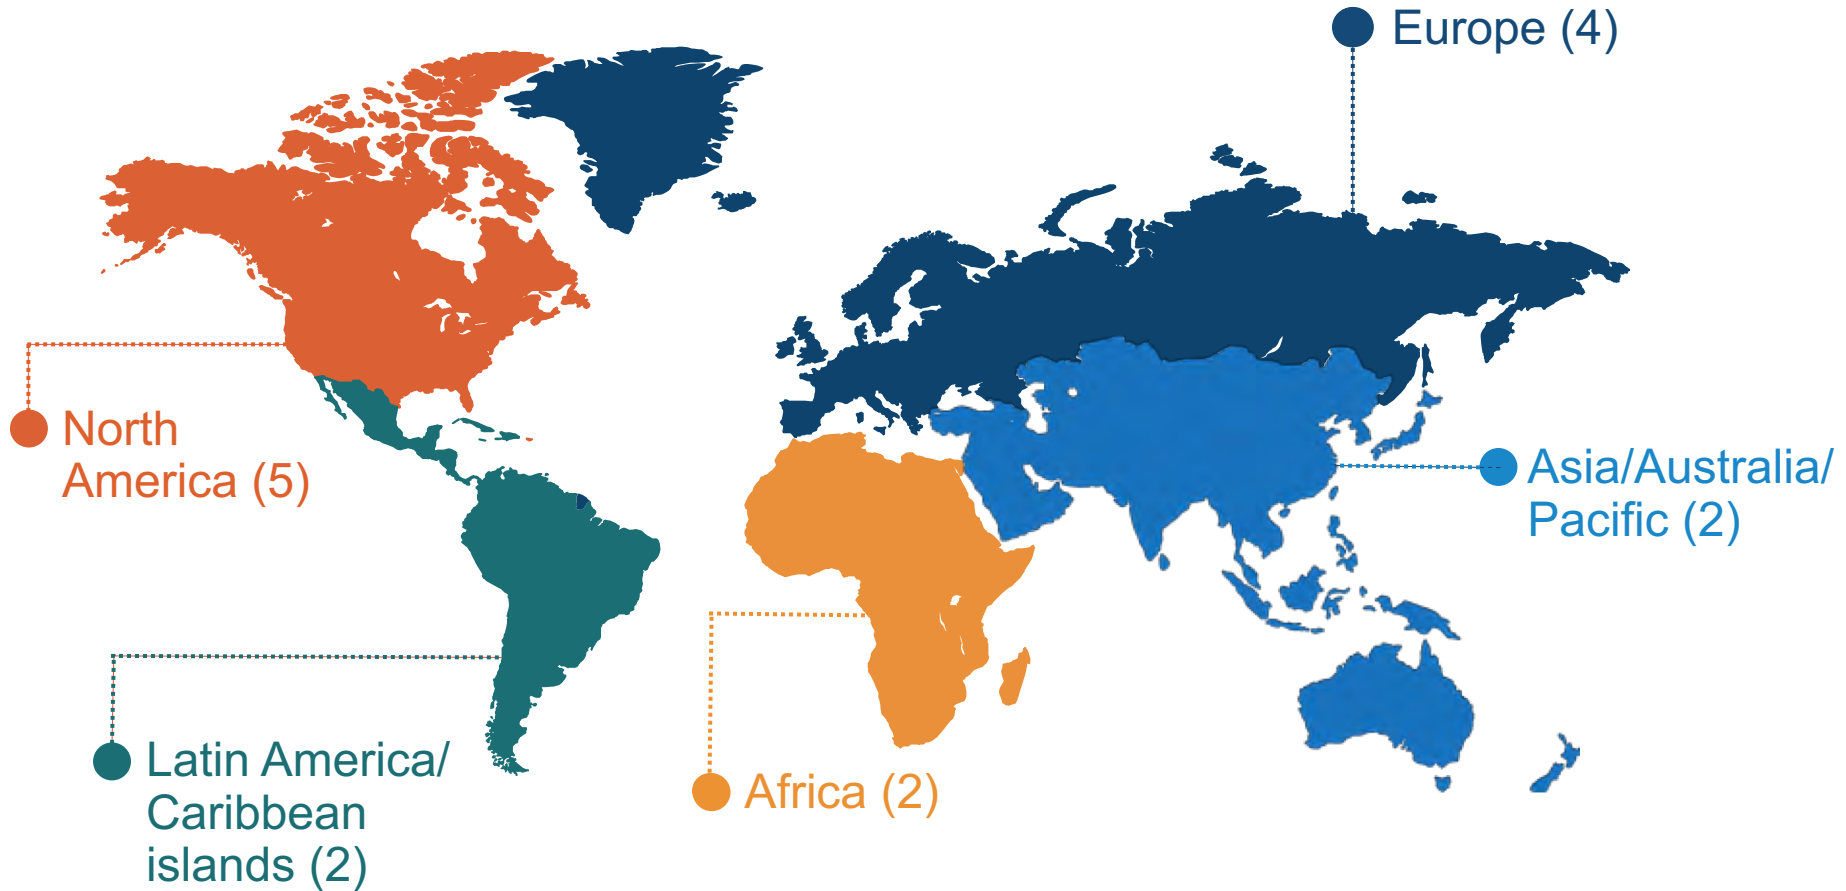 Europe (4)
North
America (5)
Asia/Australia/
Pacific (2)
Latin America/
Caribbean
islands (2)
Africa (2)